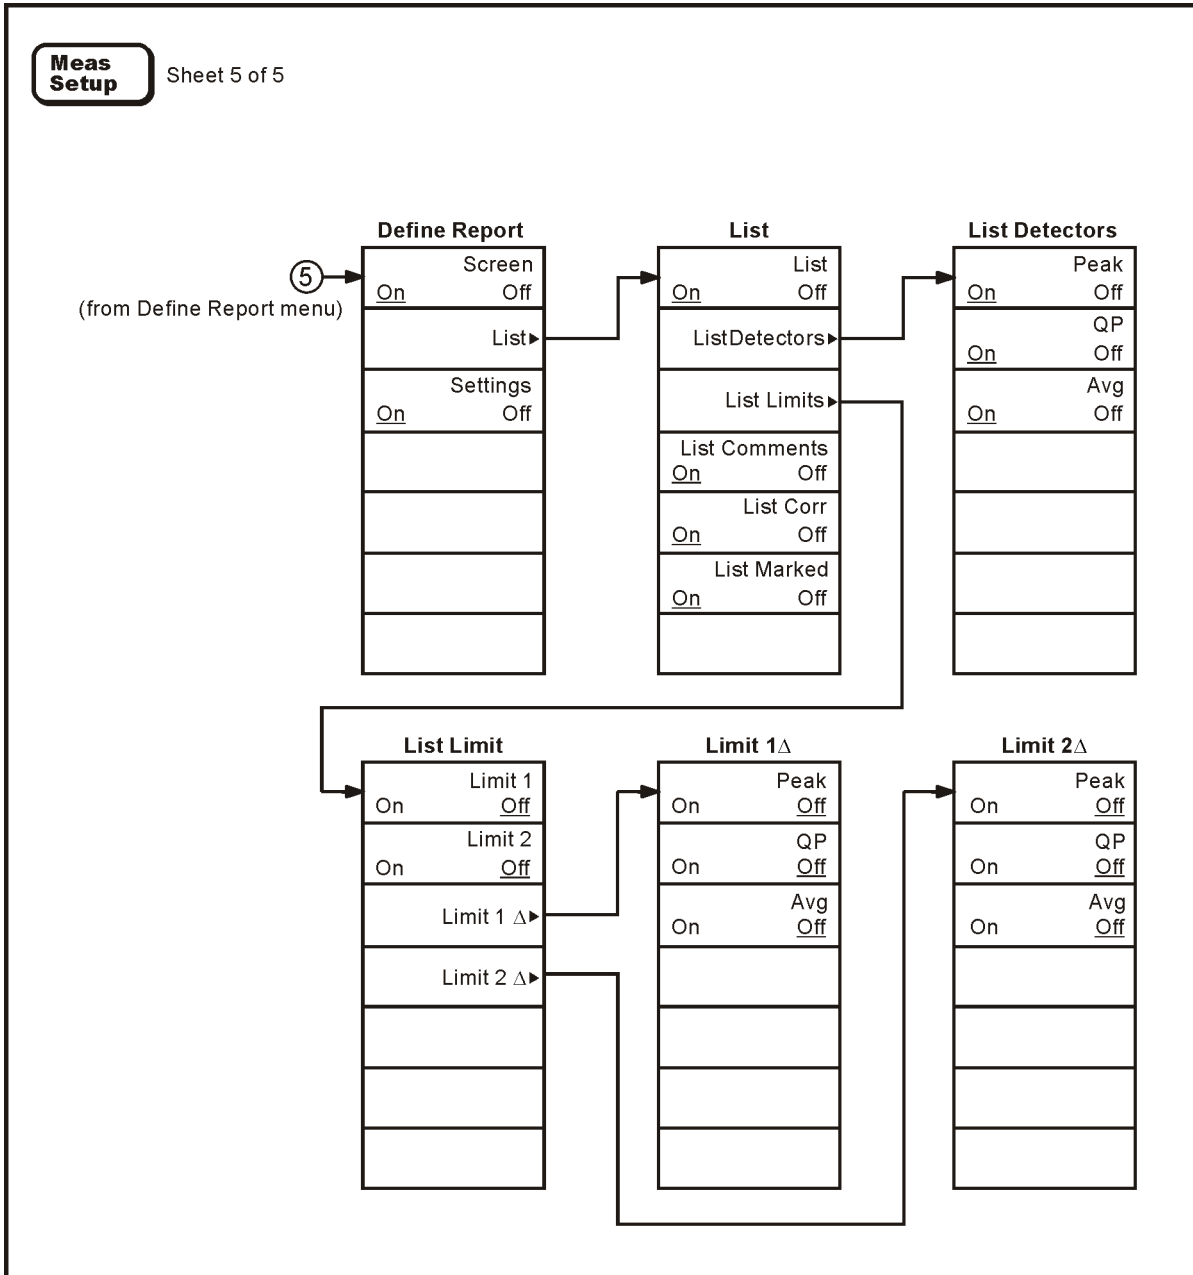 Meas
Setup
Sheet 5 of 5
Define Report
5
(from Define Report menu)
Screen
On Off
List
Settings
On Off
List
List
On Off
ListDetectors
List Limits
List Comments
On Off
List Corr
On Off
List Marked
On Off
List Detectors
Peak
On Off
QP
On Off
Avg
On Off
List Limit
Limit 1
On Off
Limit 2
On Off
Limit 1 Δ
Limit 2 Δ
Limit 1Δ
Peak
On Off
QP
On Off
Avg
On Off
Limit 2Δ
Peak
On Off
QP
On Off
Avg
On Off